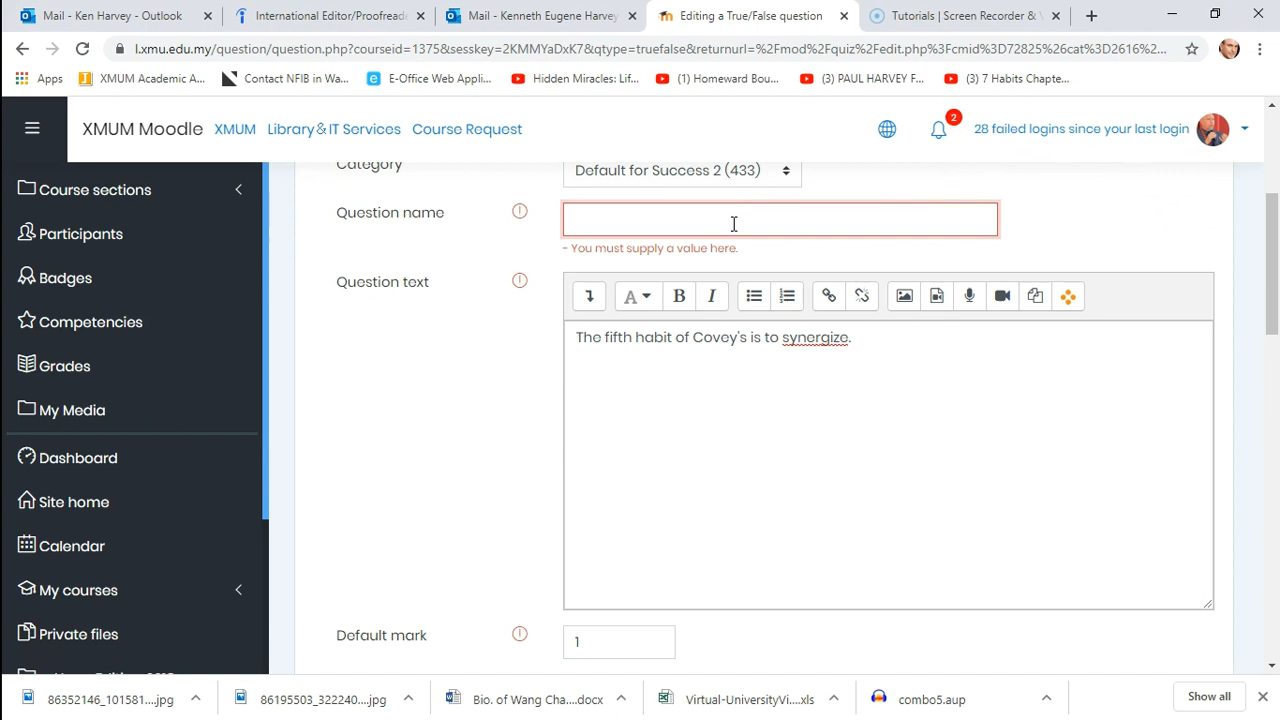 Mail - Ken Harvey - Outlook
International Editor/Proofread
Mail - Kenneth Eugene Harvey
Editing a True/False question
Tutorials | Screen Recorder &
l.xmu.edu.my/question/question.php?courseid=1375&sesskey=2KMMYaDxK7&qtype=truefalse&returnurl=%2Fmod%2Fquiz%2Fedit.php%3Fcmid%3D72825%26cat%3D2616%2...
Apps
XMUM Academic A...
Contact NFIB in Wa...
E-Office Web Appli...
Hidden Miracles: Lif...
(1) Homeward Bou...
(3) PAUL HARVEY F...
(3) 7 Habits Chapte...
XMUM Moodle
XMUM
Library&IT Services
Course Request
2
28 failed logins since your last login
Course sections
Participants
Badges
Competencies
Grades
My Media
Dashboard
Site home
Calendar
My courses
Private files
Category
Default for Success 2 (433)
Question name
- You must supply a value here.
Question text
A
B
I
The fifth habit of Covey's is to synergize.
Default mark
1
86352146_101581....jpg
86195503_322240....jpg
Bio. of Wang Cha....docx
Virtual-UniversityVi....xls
combo5.aup
Show all